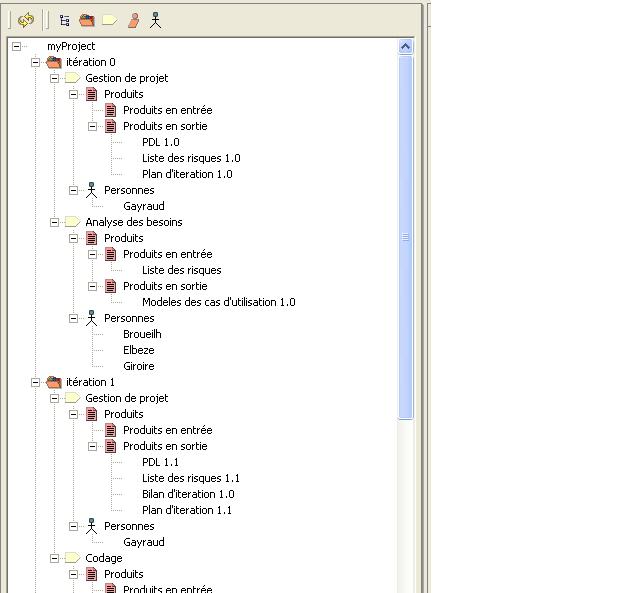 myProject
itération 0
Gestion de projet
Produits
Produits en entrée
Produits en sortie
PDL 1.0
Liste des risques 1.0
Plan d'iteration 1.0
Personnes
Gayraud
Analyse des besoins
Produits
Produits en entrée
Liste des risques
Produits en sortie
Modeles des cas d'utilisation 1.0
Personnes
Broueilh
Elbeze
Giroire
itération 1
Gestion de projet
Produits
Produits en entrée
Produits en sortie
PDL 1.1
Liste des risques 1.1
Bilan d'iteration 1.0
Plan d'iteration 1.1
Personnes
Gayraud
Codage
Produits
Produits en entrée